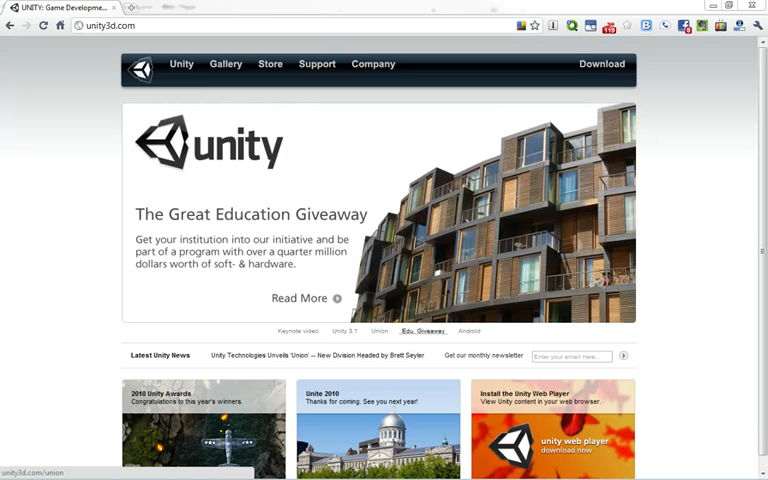 UNITY: Game Developme...
unity3d.com
119
8
Unity Gallery Store Support Company Download
unity
The Great Education Giveaway
Get your institution into our initiative and be
part of a program with over a quarter million
dollars worth of soft- & hardware.
Read More
Keynote video Unity 3.1 Union Edu. Giveaway Android
Latest Unity News Unity Technologies Unveils 'Union' -- New Division Headed by Brett Seyler Get our monthly newsletter Enter your email here...
2010 Unity Awards
Congratulations to this year's winners.
Unite 2010
Thanks for coming. See you next year!
Install the Unity Web Player
View Unity content in your web browser.
unity web player
download now
unity3d.com/union